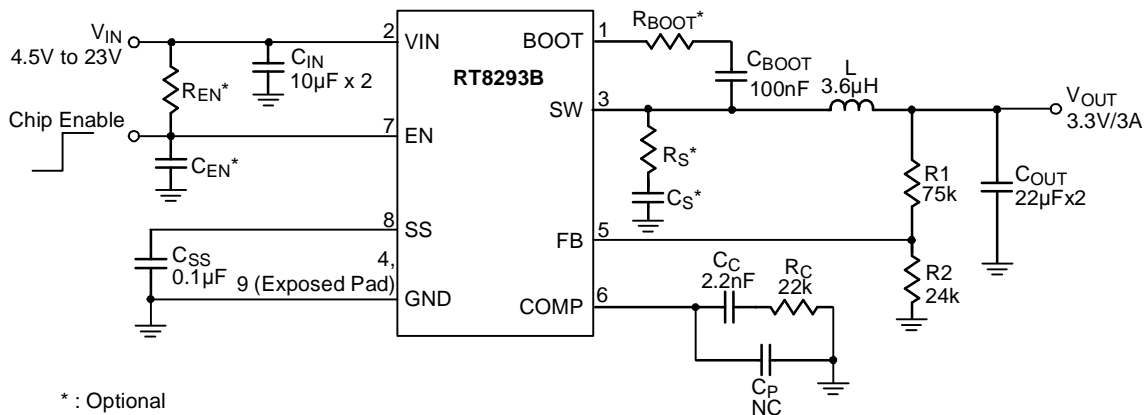 VIN
4.5V to 23V
REN*
Chip Enable
CEN*
CIN
10µF x 2
2
VIN
7
EN
8
SS
CSS
0.1µF
4,
9 (Exposed Pad)
GND
RT8293B
BOOT
1
RBOOT*
CBOOT
100nF
SW
3
L
3.6µH
VOUT
3.3V/3A
RS*
CS*
R1
75k
COUT
22µFx2
FB
5
R2
24k
COMP
6
CC
2.2nF
RC
22k
CP
NC
* : Optional